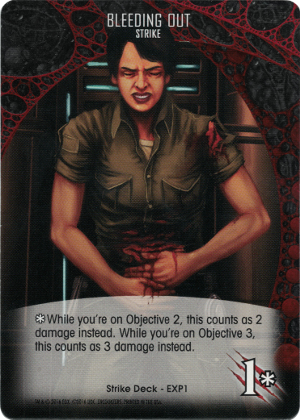 BLEEDING OUT
STRIKE
While you're on Objective 2, this counts as 2
damage instead. While you're on Objective 3,
this counts as 3 damage instead.
Strike Deck - EXP1
1*